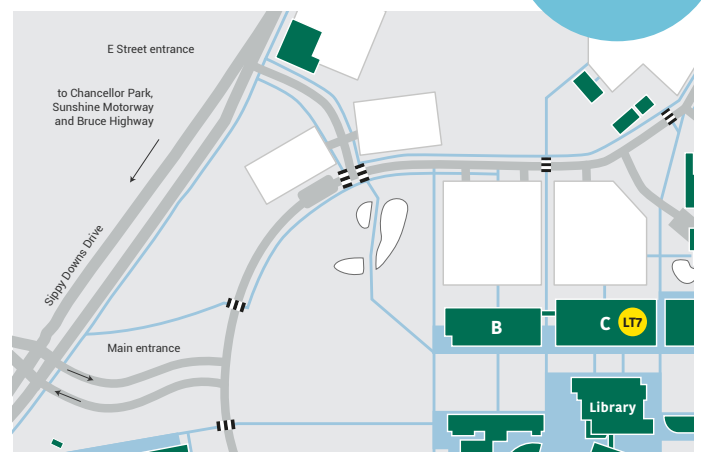 E Street entrance
to Chancellor Park,
Sunshine Motorway
and Bruce Highway
Sippy Downs Drive
B
C
LT7
Main entrance
Library